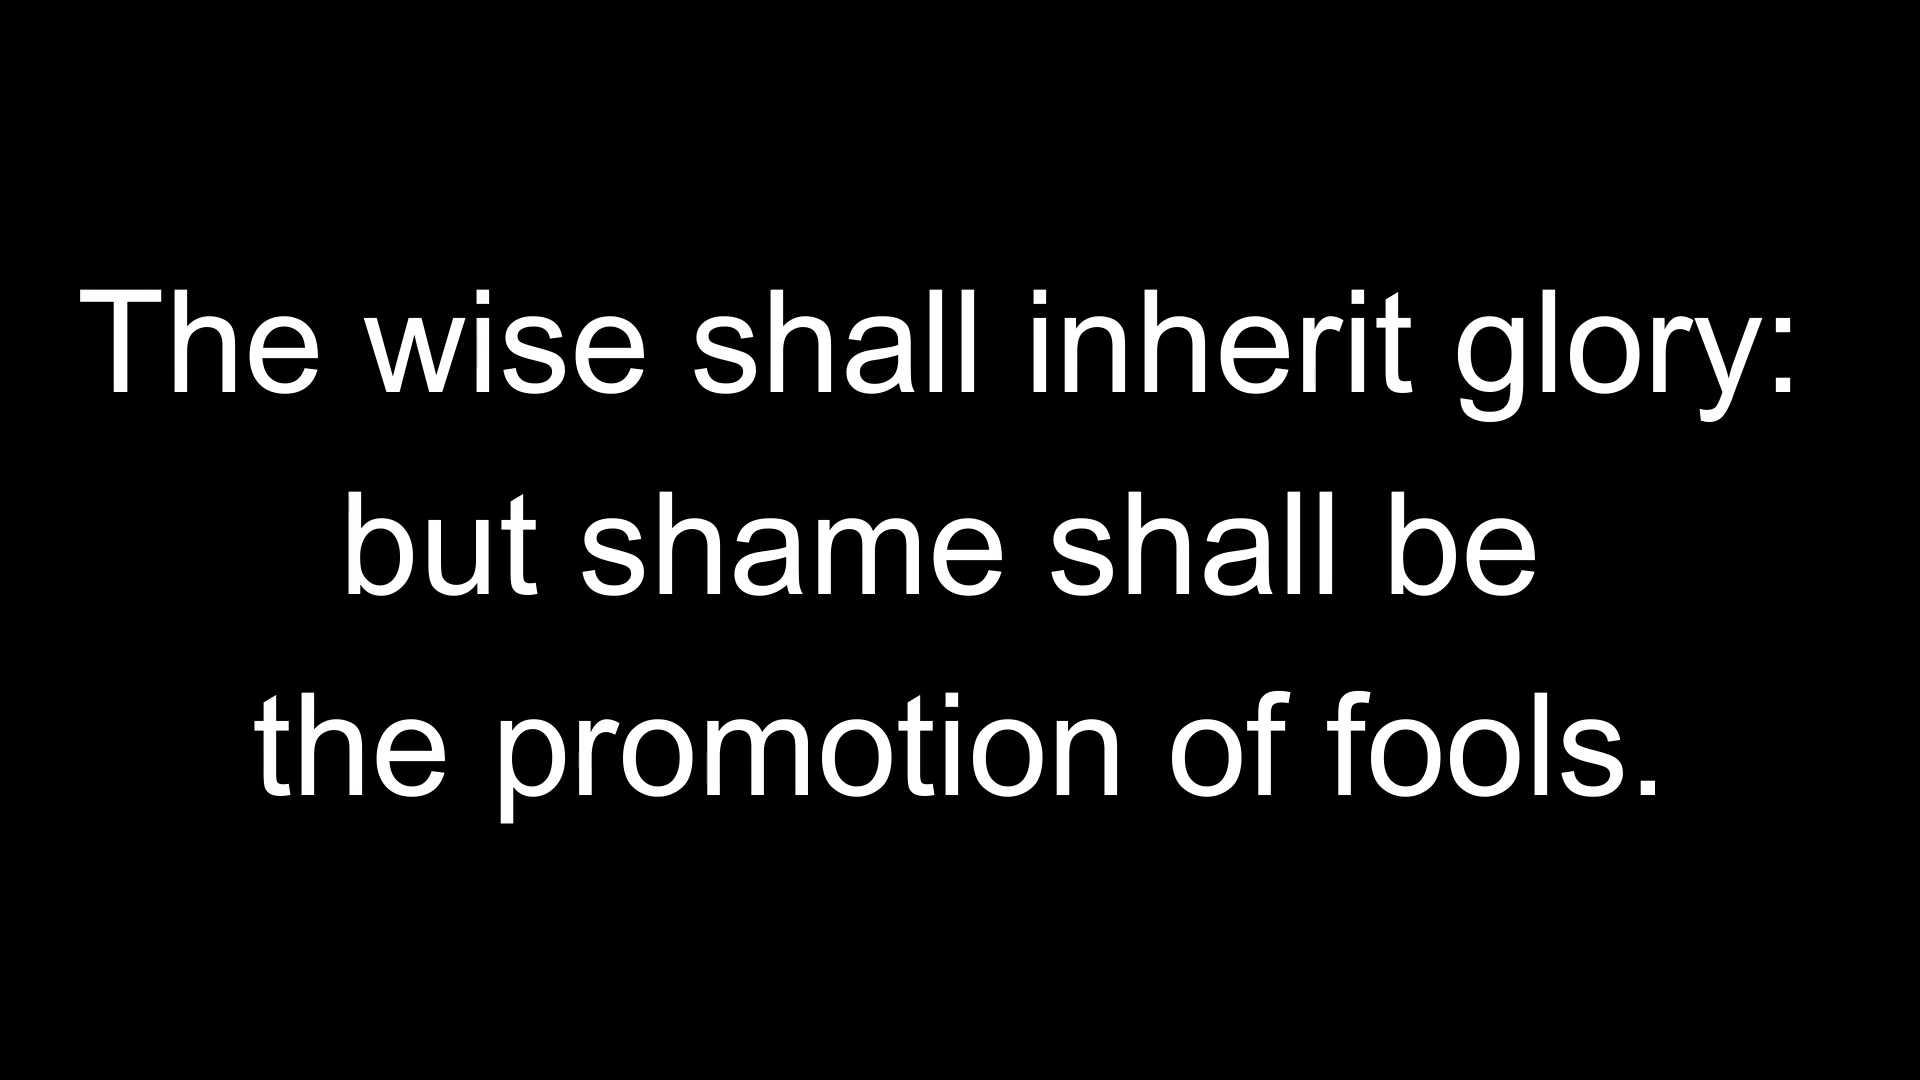 The wise shall inherit glory:
but shame shall be
the promotion of fools.